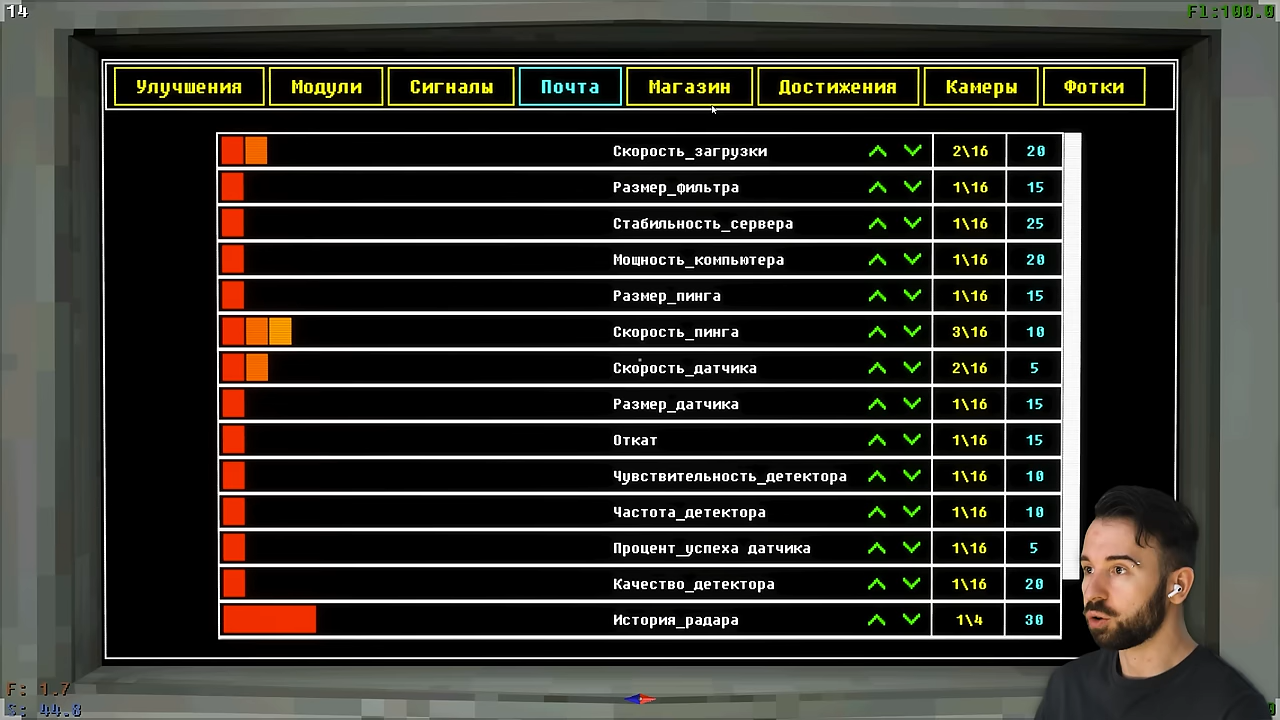 14
F1:100.0
Улучшения Модули Сигналы Почта Магазин Достижения Камеры Фотки
Скорость_загрузки 2\16 20
Размер_фильтра 1\16 15
Стабильность_сервера 1\16 25
Мощность_компьютера 1\16 20
Размер_пинга 1\16 15
Скорость_пинга 3\16 10
Скорость_датчика 2\16 5
Размер_датчика 1\16 15
Откат 1\16 15
Чувствительность_детектора 1\16 10
Частота_детектора 1\16 10
Процент_успеха датчика 1\16 5
Качество_детектора 1\16 20
История_радара 1\4 30
F: 1.7
S: 44.8